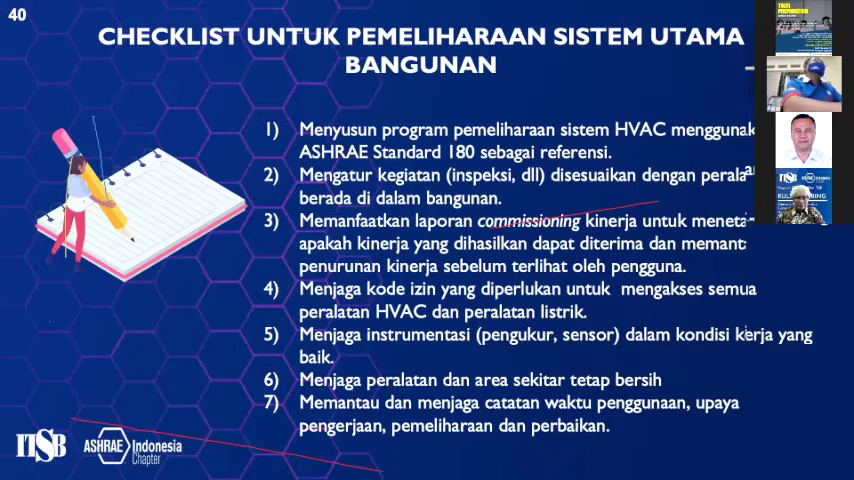 40
CHECKLIST UNTUK PEMELIHARAAN SISTEM UTAMA
BANGUNAN
1) Menyusun program pemeliharaan sistem HVAC menggunak
ASHRAE Standard 180 sebagai referensi.
2) Mengatur kegiatan (inspeksi, dll) disesuaikan dengan perala
berada di dalam bangunan.
3) Memanfaatkan laporan commissioning kinerja untuk meneta
apakah kinerja yang dihasilkan dapat diterima dan memanta
penurunan kinerja sebelum terlihat oleh pengguna.
4) Menjaga kode izin yang diperlukan untuk mengakses semua
peralatan HVAC dan peralatan listrik.
5) Menjaga instrumentasi (pengukur, sensor) dalam kondisi kerja yang
baik.
6) Menjaga peralatan dan area sekitar tetap bersih
7) Memantau dan menjaga catatan waktu penggunaan, upaya
pengerjaan, pemeliharaan dan perbaikan.
ITSB
ASHRAE Indonesia
Chapter
TOEFL
PREPARATION